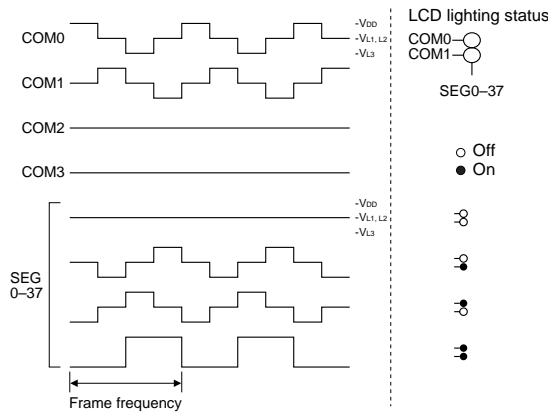 LCD lighting status
COM0
-VDD
-VL1, L2
-VL3
COM0
COM1
SEG0–37
COM1
COM2
COM3
Off
On
-VDD
-VL1, L2
-VL3
SEG
0–37
Frame frequency